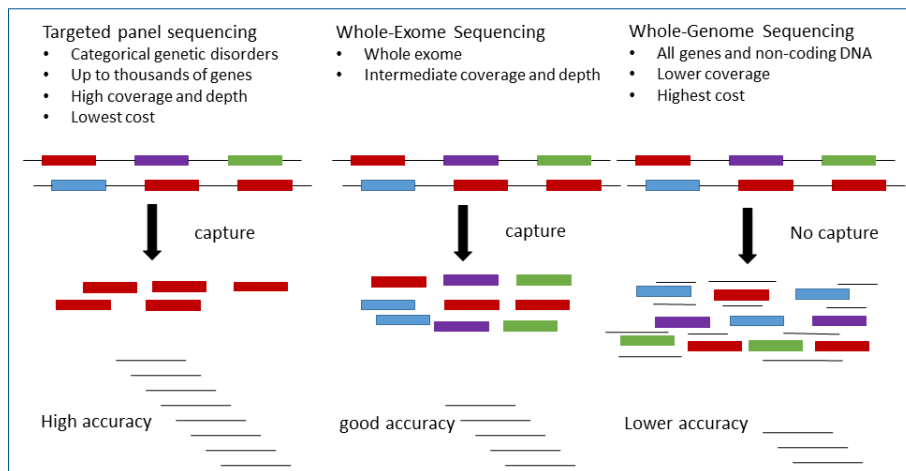 Targeted panel sequencing
• Categorical genetic disorders
• Up to thousands of genes
• High coverage and depth
• Lowest cost
capture
High accuracy
Whole-Exome Sequencing
• Whole exome
• Intermediate coverage and depth
capture
good accuracy
Whole-Genome Sequencing
• All genes and non-coding DNA
• Lower coverage
• Highest cost
No capture
Lower accuracy